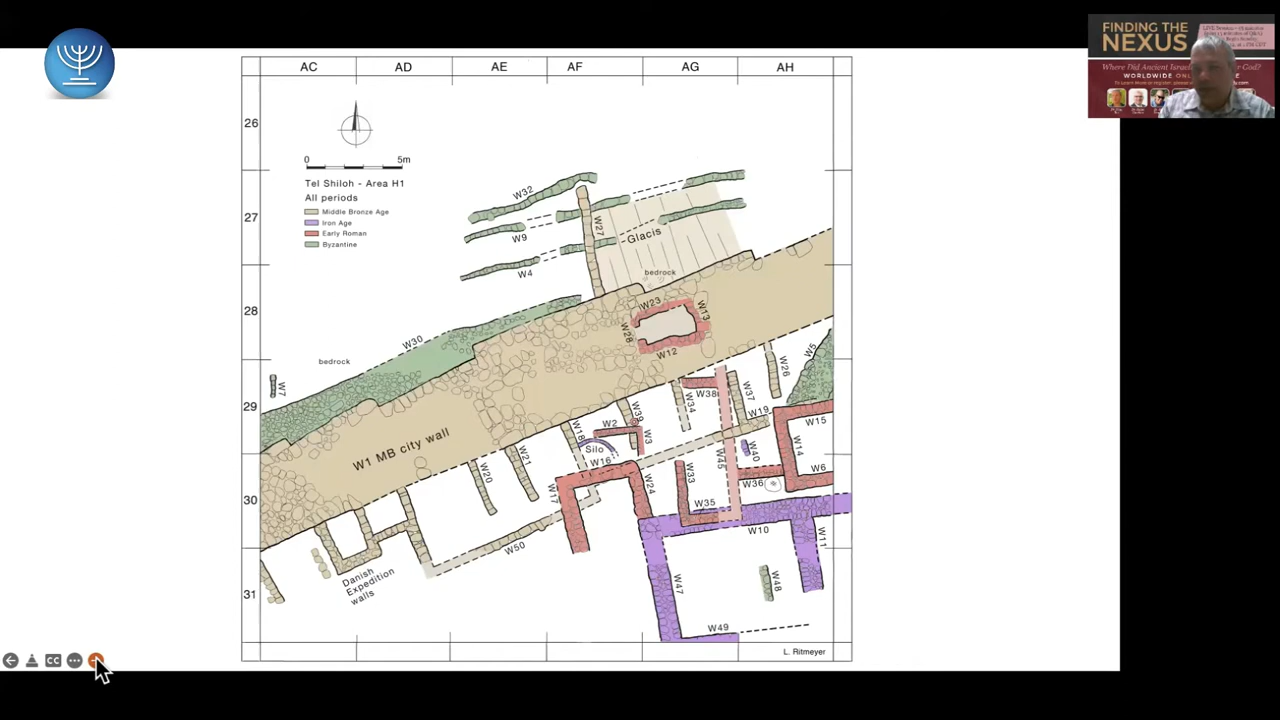 FINDING THE
NEXUS
WORLDWIDE
AC AD AE AF AG AH
26
27
28
29
30
31
0 5m
Tel Shiloh - Area H1
All periods
Middle Bronze Age
Iron Age
Early Roman
Byzantine
W32
W9
W4
W27
Glacis
bedrock
W30
W23
W13
W28
W12
bedrock
W7
W5
W26
W37
W38
W34
W39
W19
W15
W2
W3
W18
Silo
W16
W40
W14
W45
W1 MB city wall
W21
W20
W17
W24
W33
W36
W6
W35
W10
W11
W50
Danish
Expedition
walls
W47
W48
W49
L. Ritmeyer
CC